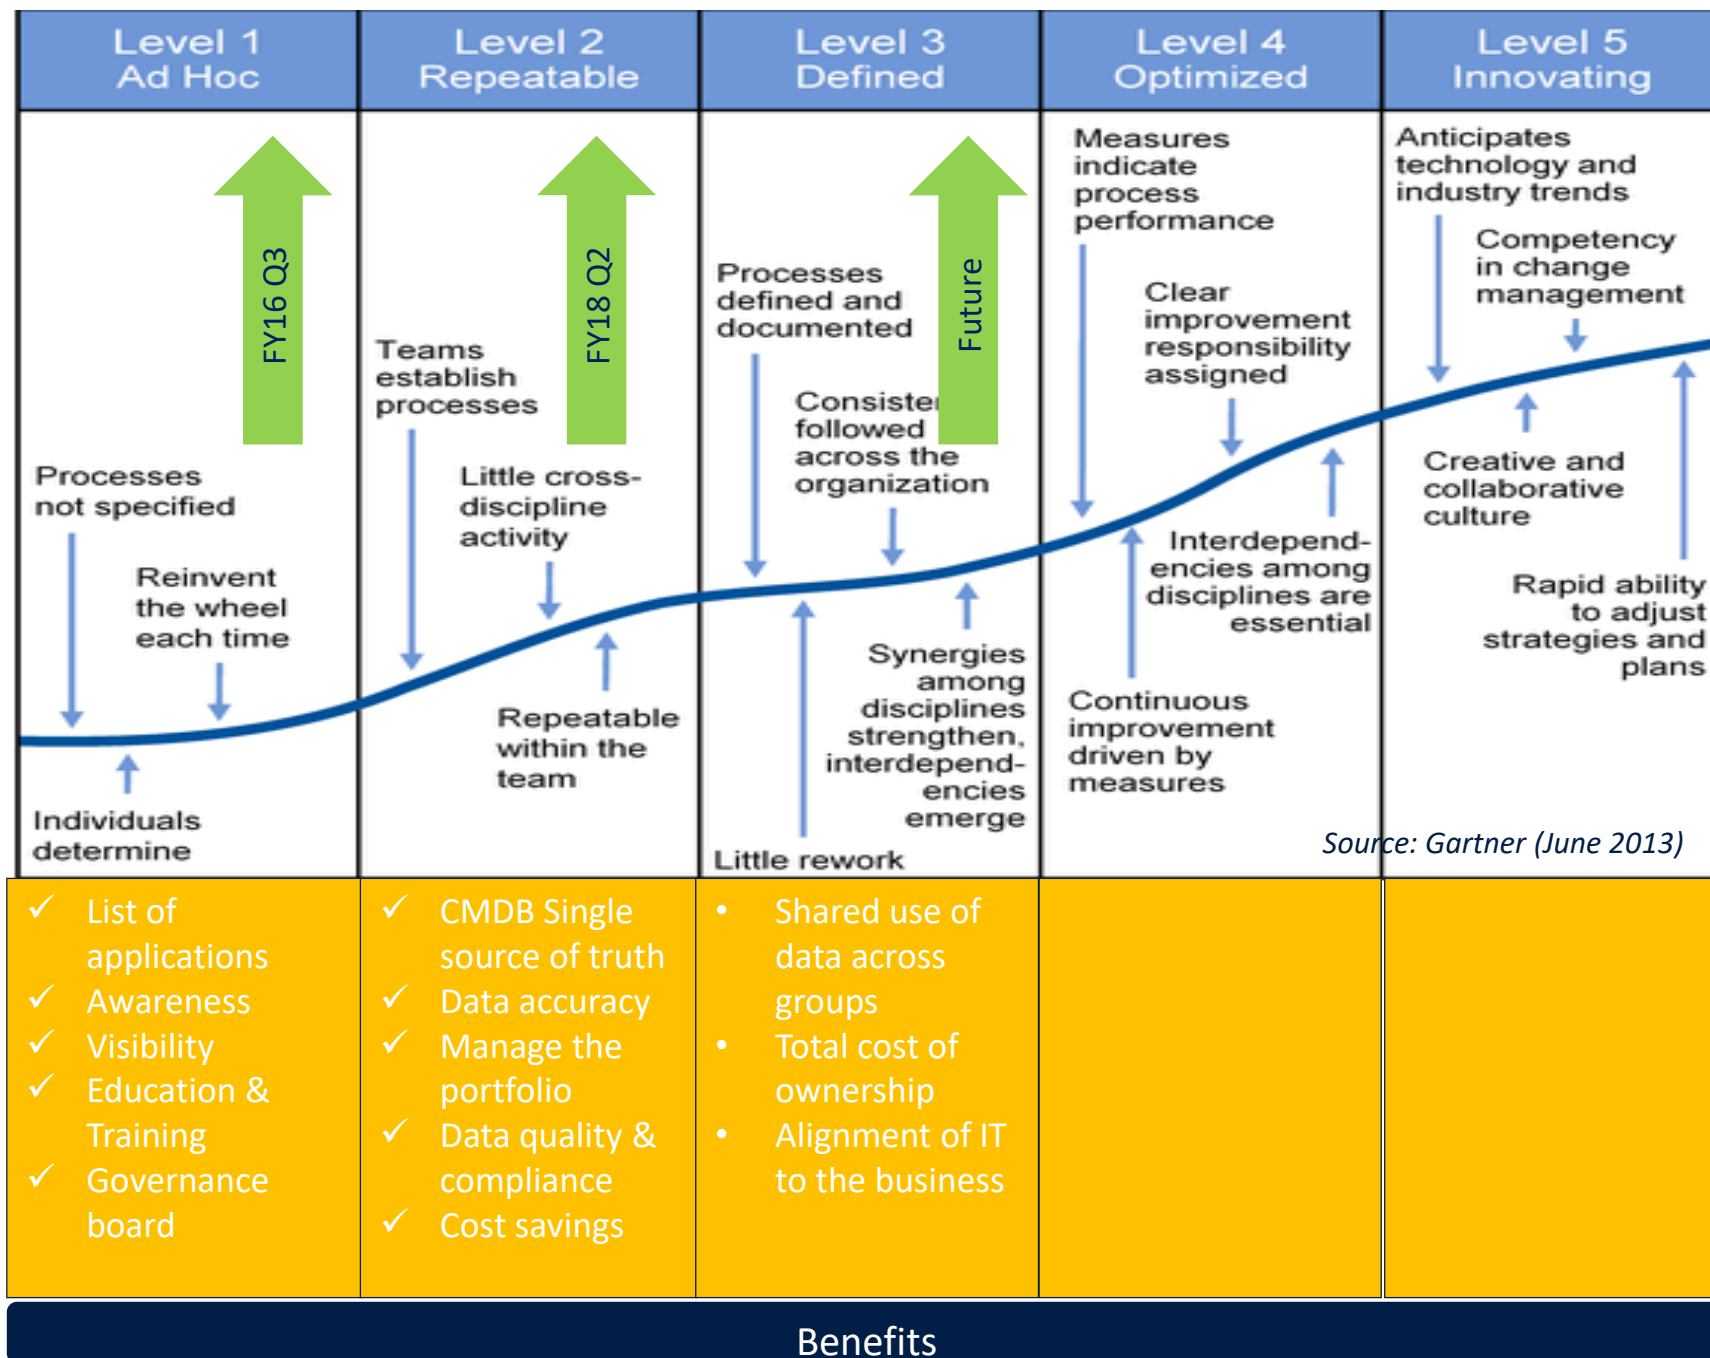 Level 1
Ad Hoc
Level 2
Repeatable
Level 3
Defined
Level 4
Optimized
Level 5
Innovating
FY16 Q3
Processes
not specified
Reinvent
the wheel
each time
Individuals
determine
FY18 Q2
Teams
establish
processes
Little cross-
discipline
activity
Repeatable
within the
team
Future
Processes
defined and
documented
followed
across the
organization
Synergies
among
disciplines
strengthen,
interdepend-
encies
emerge
Little rework
Measures
indicate
process
performance
Clear
improvement
responsibility
assigned
Interdepend-
encies among
disciplines are
essential
Continuous
improvement
driven by
measures
Anticipates
technology and
industry trends
Competency
in change
management
Creative and
collaborative
culture
Rapid ability
to adjust
strategies and
plans
Source: Gartner (June 2013)
✓ List of
applications
✓ Awareness
✓ Visibility
✓ Education &
Training
✓ Governance
board
✓ CMDB Single
source of truth
✓ Data accuracy
✓ Manage the
portfolio
✓ Data quality &
compliance
✓ Cost savings
• Shared use of
data across
groups
• Total cost of
ownership
• Alignment of IT
to the business
Benefits